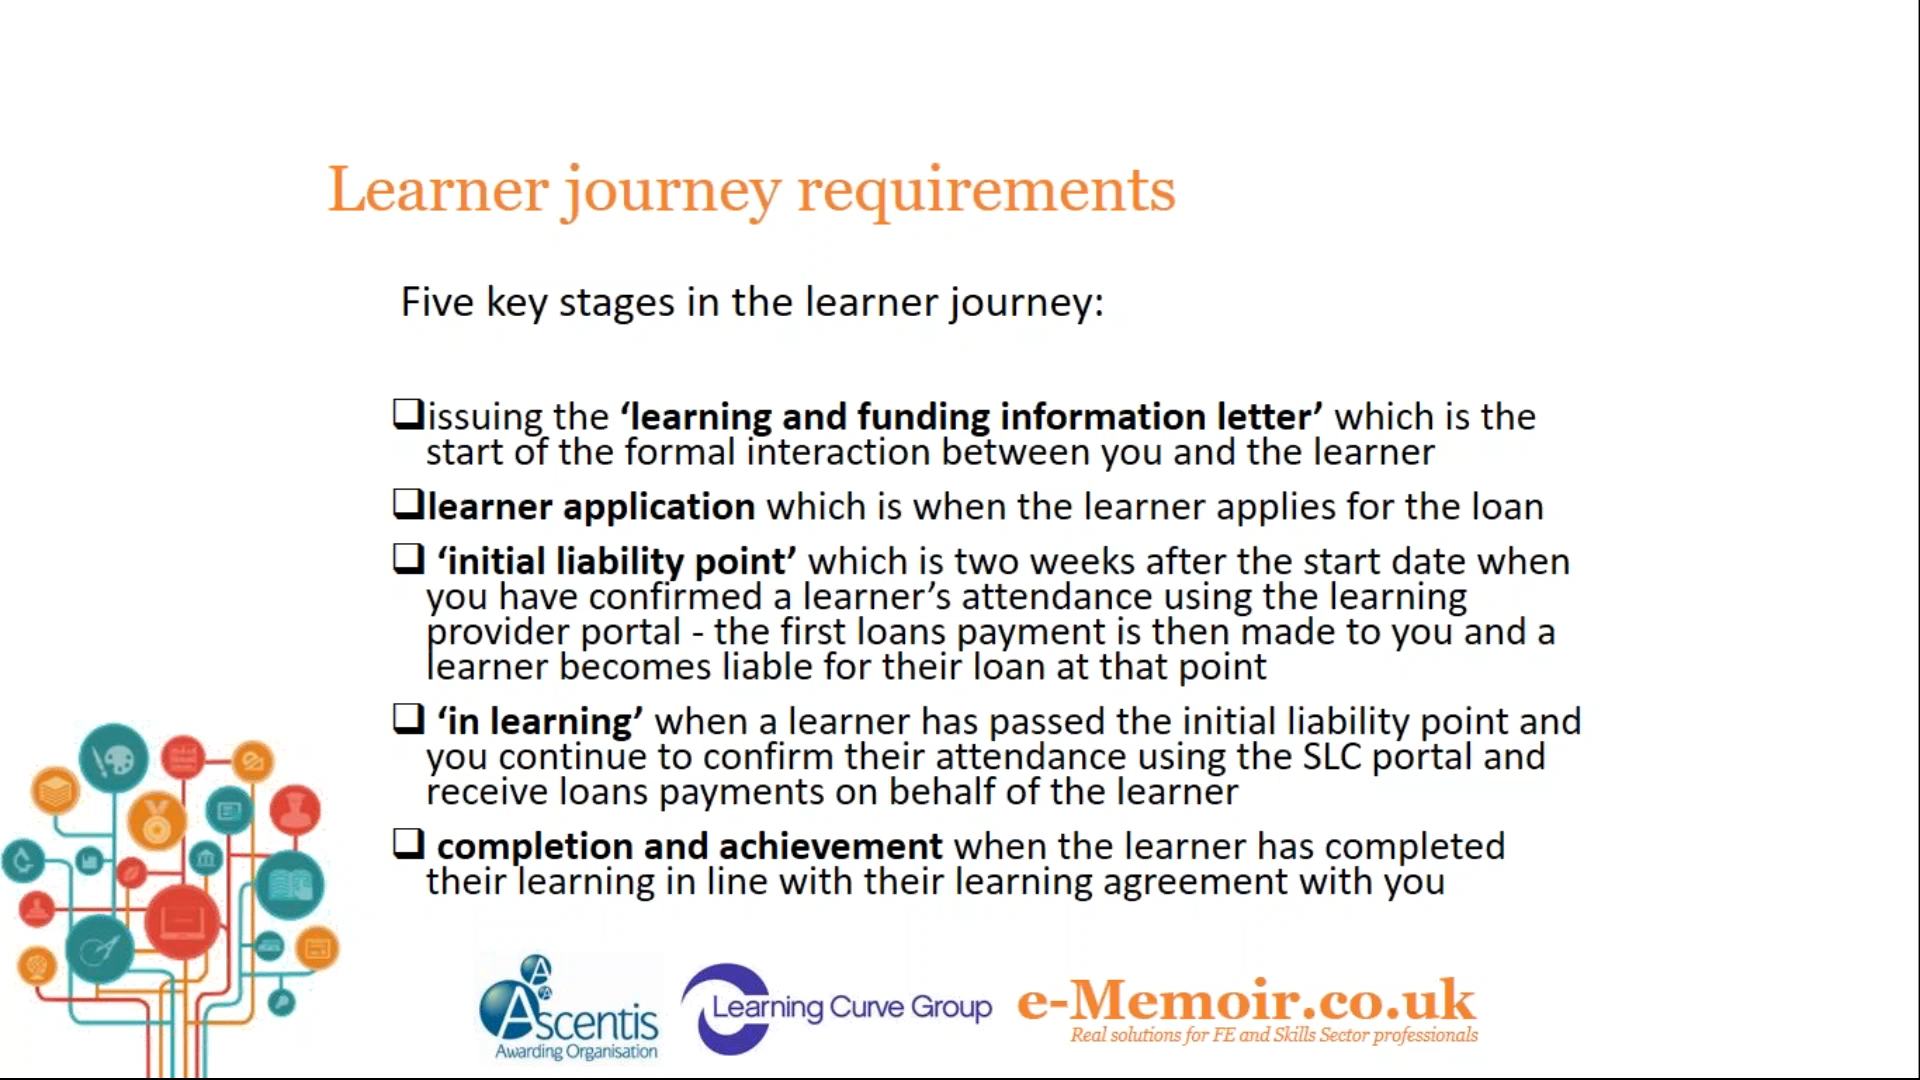 Learner journey requirements
Five key stages in the learner journey:
❑issuing the ‘learning and funding information letter’ which is the
start of the formal interaction between you and the learner
❑learner application which is when the learner applies for the loan
❑ ‘initial liability point’ which is two weeks after the start date when
you have confirmed a learner’s attendance using the learning
provider portal - the first loans payment is then made to you and a
learner becomes liable for their loan at that point
❑ ‘in learning’ when a learner has passed the initial liability point and
you continue to confirm their attendance using the SLC portal and
receive loans payments on behalf of the learner
❑ completion and achievement when the learner has completed
their learning in line with their learning agreement with you
A
A
Ascentis
Awarding Organisation
Learning Curve Group
e-Memoir.co.uk
Real solutions for FE and Skills Sector professionals